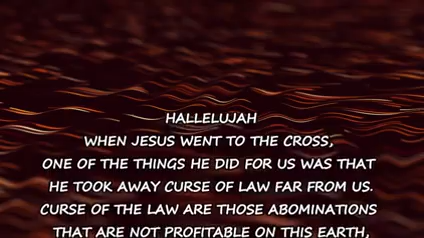 HALLELUJAH
WHEN JESUS WENT TO THE CROSS,
ONE OF THE THINGS HE DID FOR US WAS THAT
HE TOOK AWAY CURSE OF LAW FAR FROM US.
CURSE OF THE LAW ARE THOSE ABOMINATIONS
THAT ARE NOT PROFITABLE ON THIS EARTH,